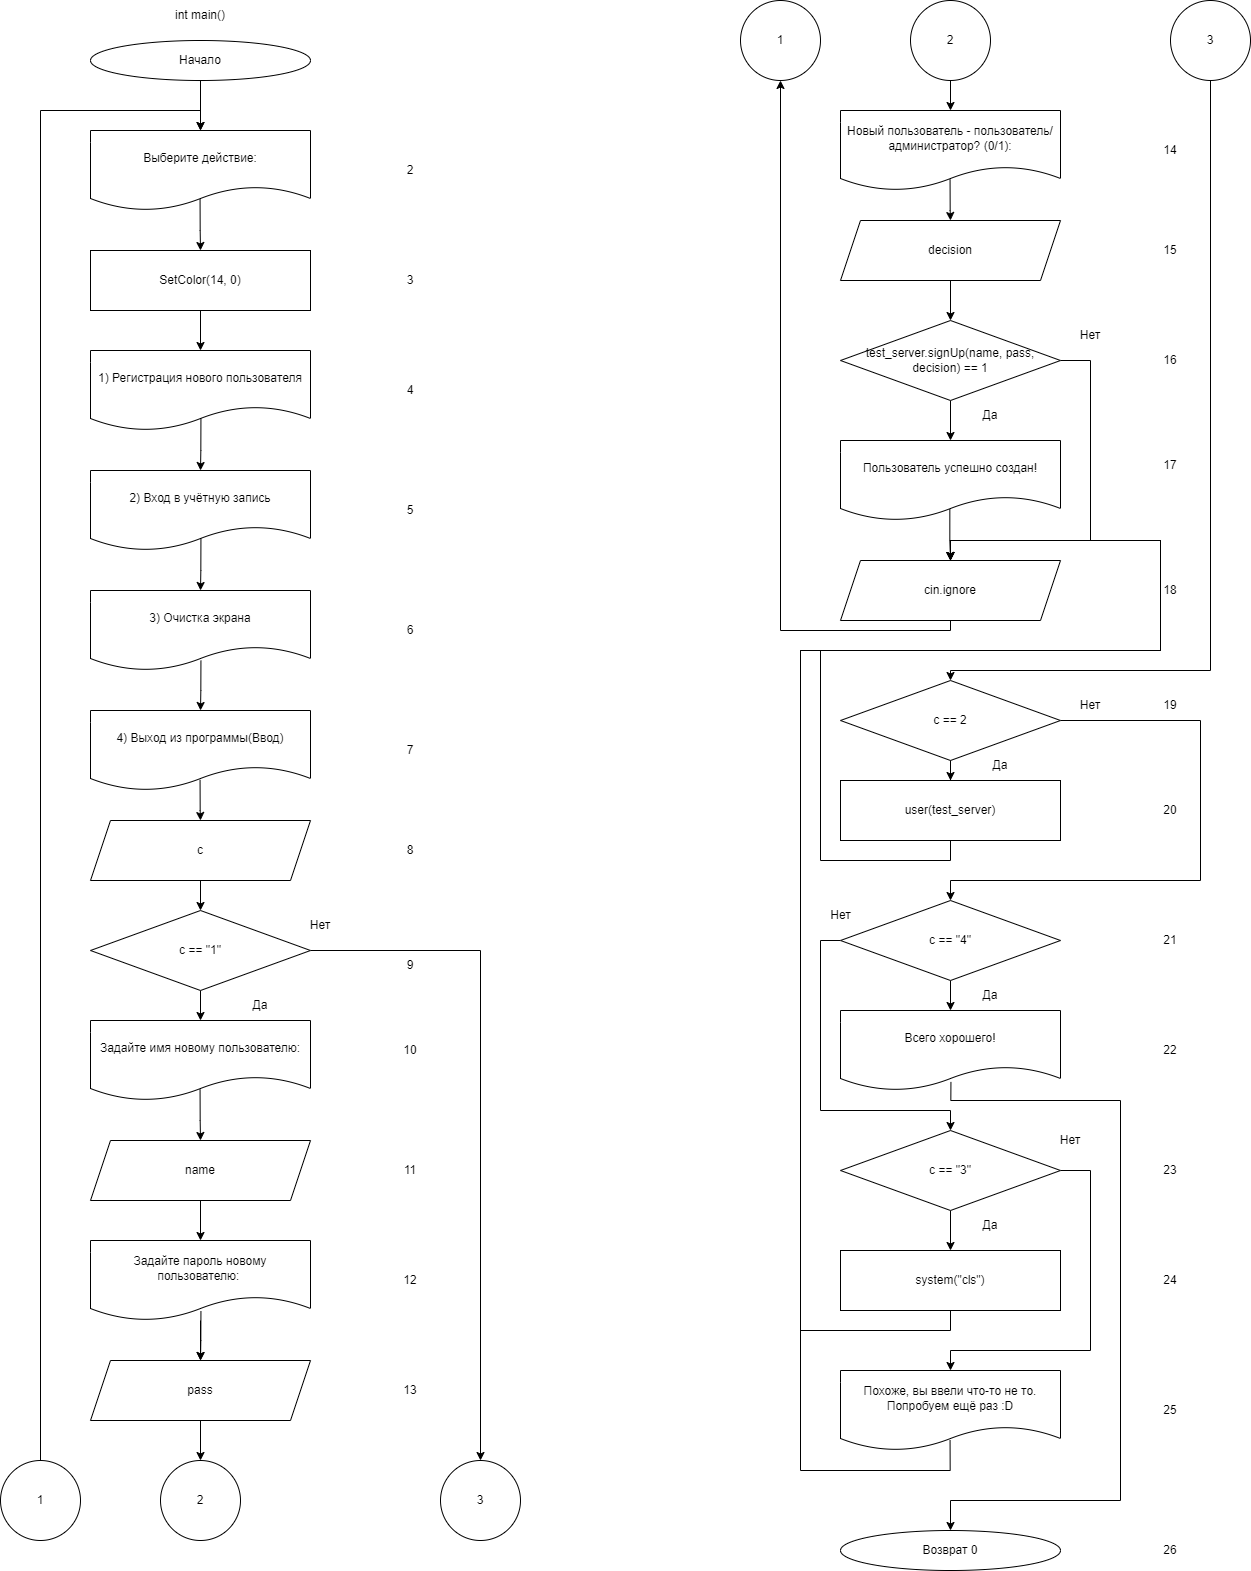 int main()
Начало
Выберите действие:
2
SetColor(14, 0)
3
1) Регистрация нового пользователя
4
2) Вход в учётную запись
5
3) Очистка экрана
6
4) Выход из программы(Ввод)
7
c
8
c == "1"
Нет
9
Да
Задайте имя новому пользователю:
10
name
11
Задайте пароль новому
пользователю:
12
pass
13
1
2
3
1
2
3
Новый пользователь - пользователь/
администратор? (0/1):
14
decision
15
test_server.signUp(name, pass,
decision) == 1
Нет
16
Да
Пользователь успешно создан!
17
cin.ignore
18
c == 2
Нет
19
Да
user(test_server)
20
Нет
c == "4"
21
Да
Всего хорошего!
22
Нет
c == "3"
23
Да
system("cls")
24
Похоже, вы ввели что-то не то.
Попробуем ещё раз :D
25
Возврат 0
26